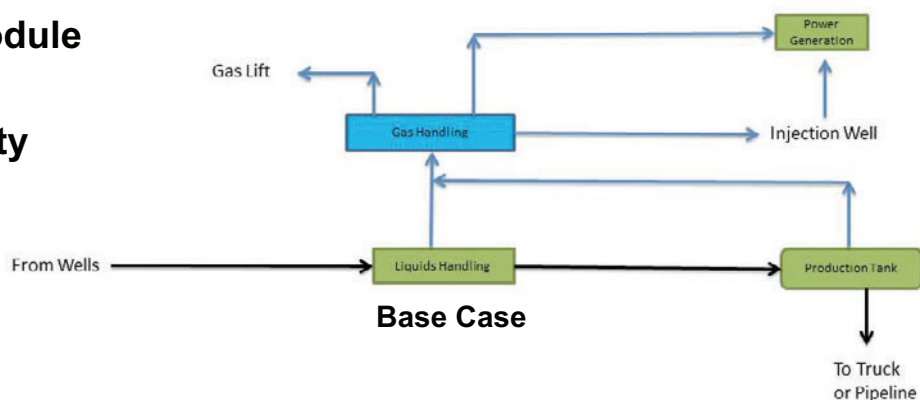 odule
ty
Power
Generation
Gas Lift
Gas Handling
Injection Well
From Wells
Liquids Handling
Production Tank
Base Case
To Truck
or Pipeline